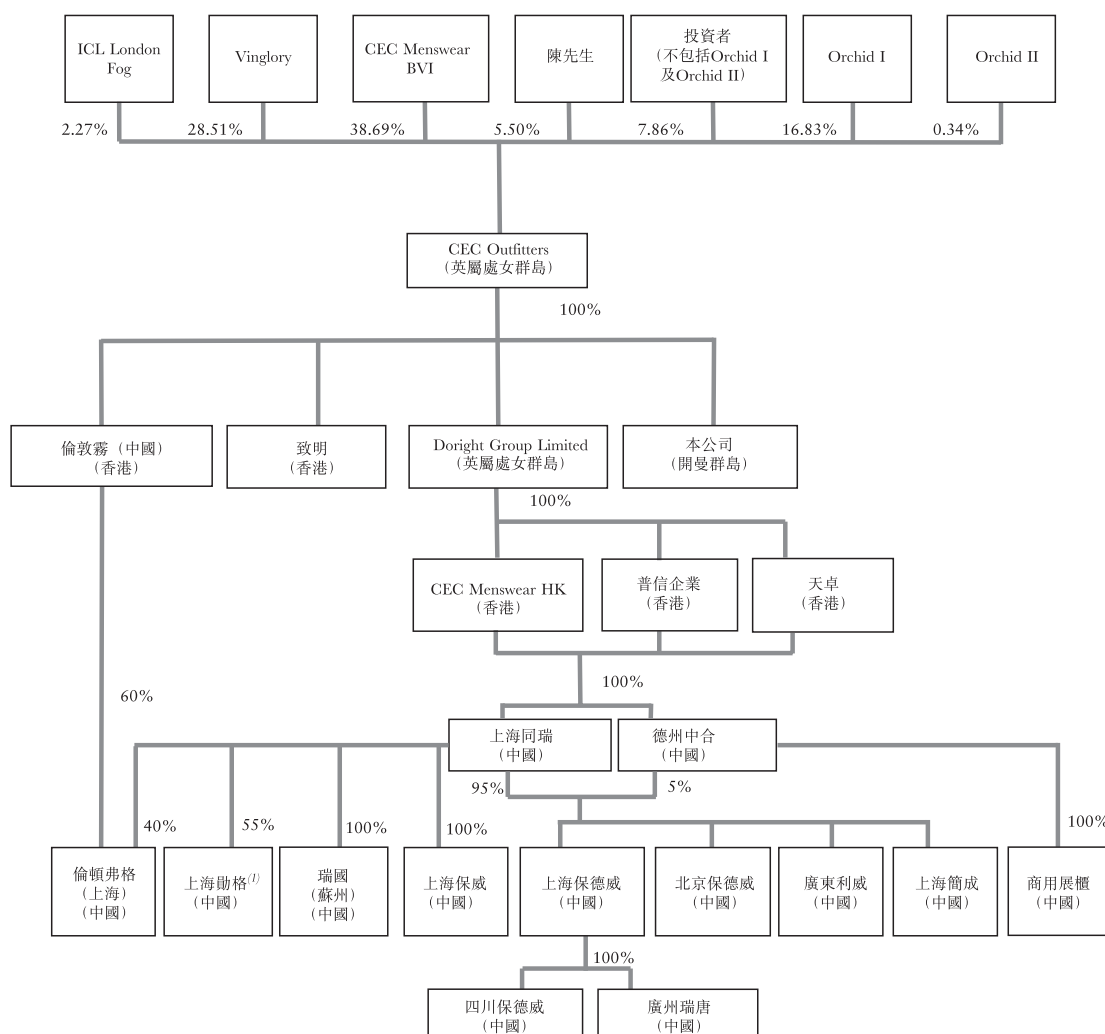 ICL London
Fog
Vinglory
CEC Menswear
BVI
陳先生
投資者
(不包括Orchid I
及Orchid II)
Orchid I
Orchid II
2.27%
28.51%
38.69%
5.50%
7.86%
16.83%
0.34%
CEC Outfitters
(英屬處女群島)
100%
倫敦霧(中國)
(香港)
致明
(香港)
Doright Group Limited
(英屬處女群島)
本公司
(開曼群島)
100%
CEC Menswear HK
(香港)
普信企業
(香港)
天卓
(香港)
60%
100%
上海同瑞
(中國)
德州中合
(中國)
95%
5%
40%
55%
100%
100%
100%
倫頓弗格
(上海)
(中國)
上海勛格(1)
(中國)
瑞國
(蘇州)
(中國)
上海保威
(中國)
上海保德威
(中國)
北京保德威
(中國)
廣東利威
(中國)
上海簡成
(中國)
商用展櫃
(中國)
100%
四川保德威
(中國)
廣州瑞唐
(中國)